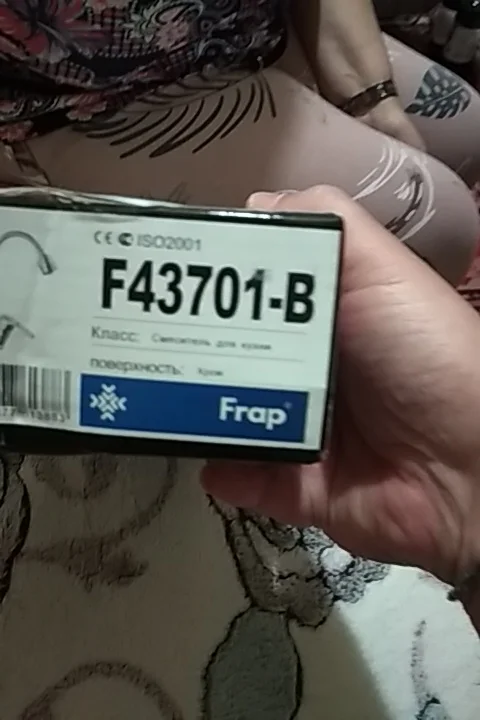 CE ISO2001
F43701-B
Класс: Смеситель для кухни
поверхность: Хром
Frap